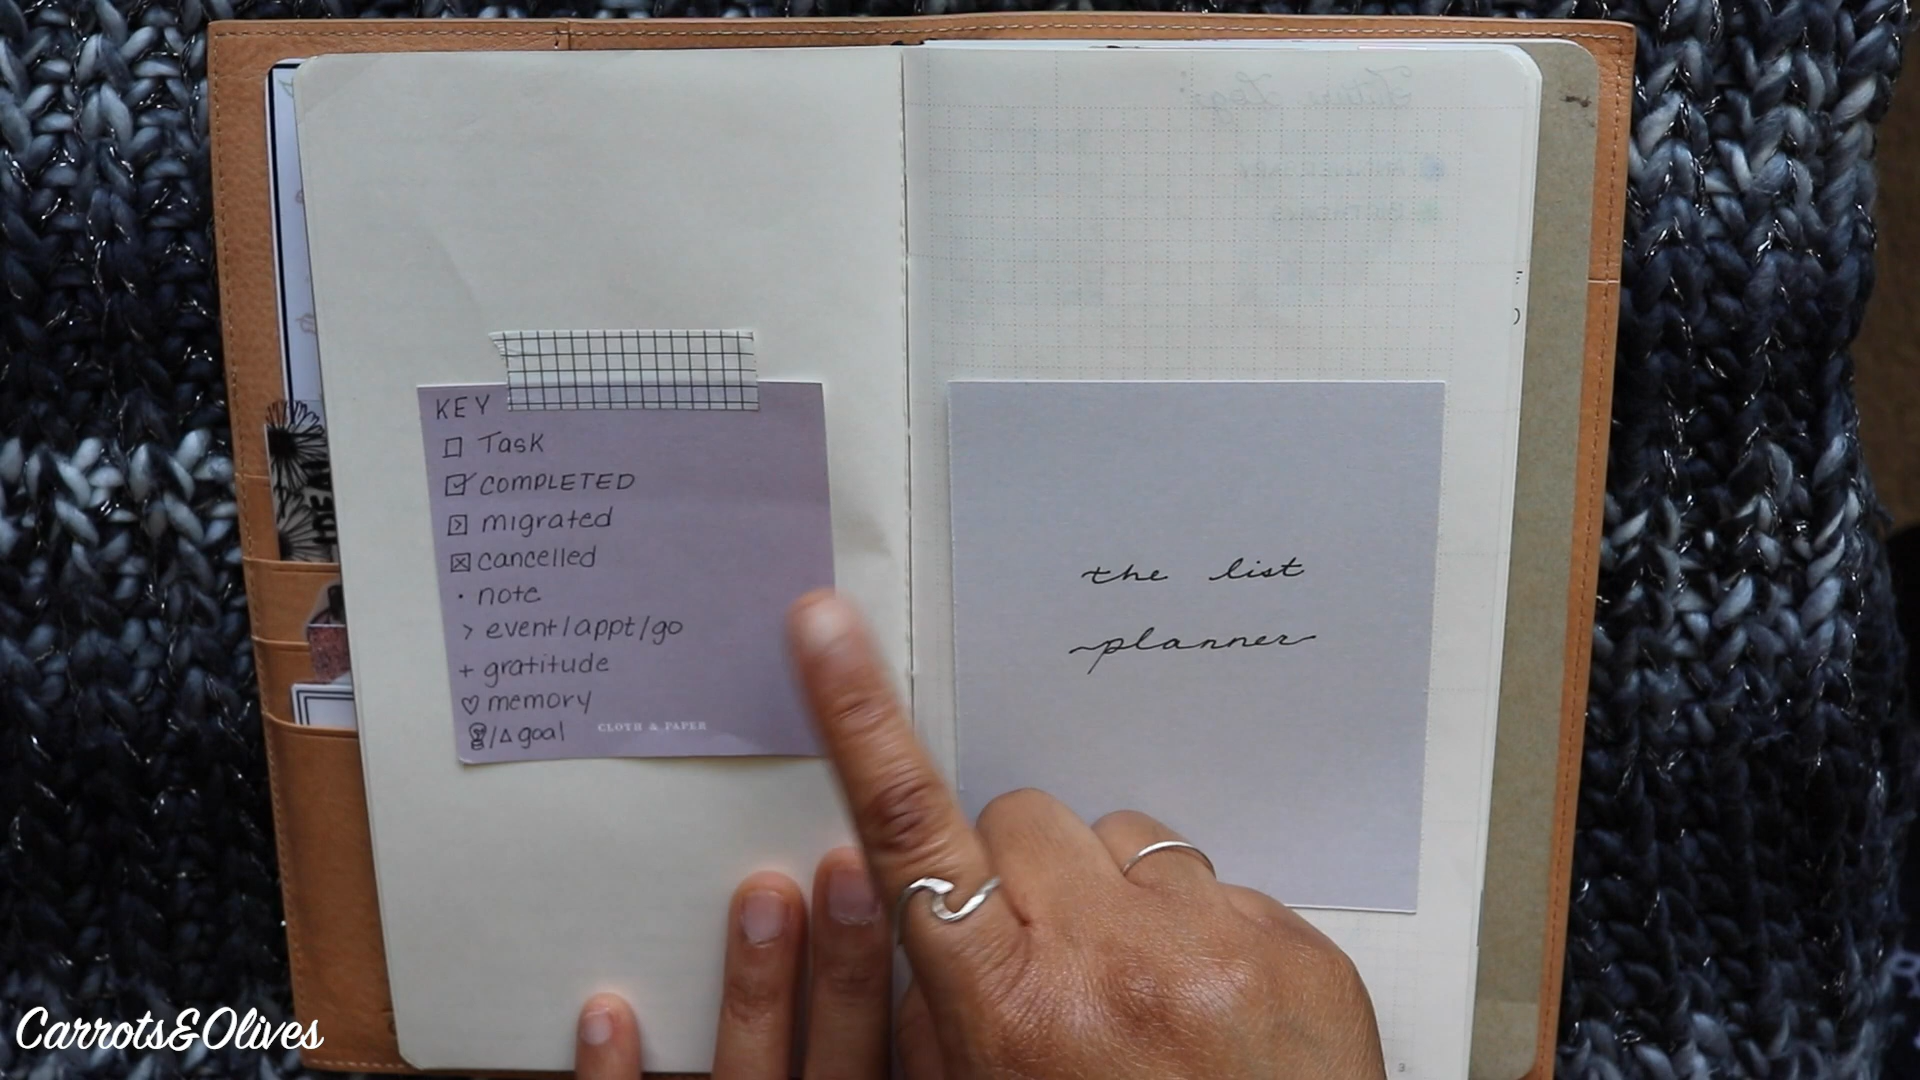 KEY
☐ Task
☑ COMPLETED
migrated
☒ cancelled
· note
> event/appt/go
+ gratitude
♡ memory
/△ goal
CLOTH & PAPER
the list
planner
Carrots&Olives